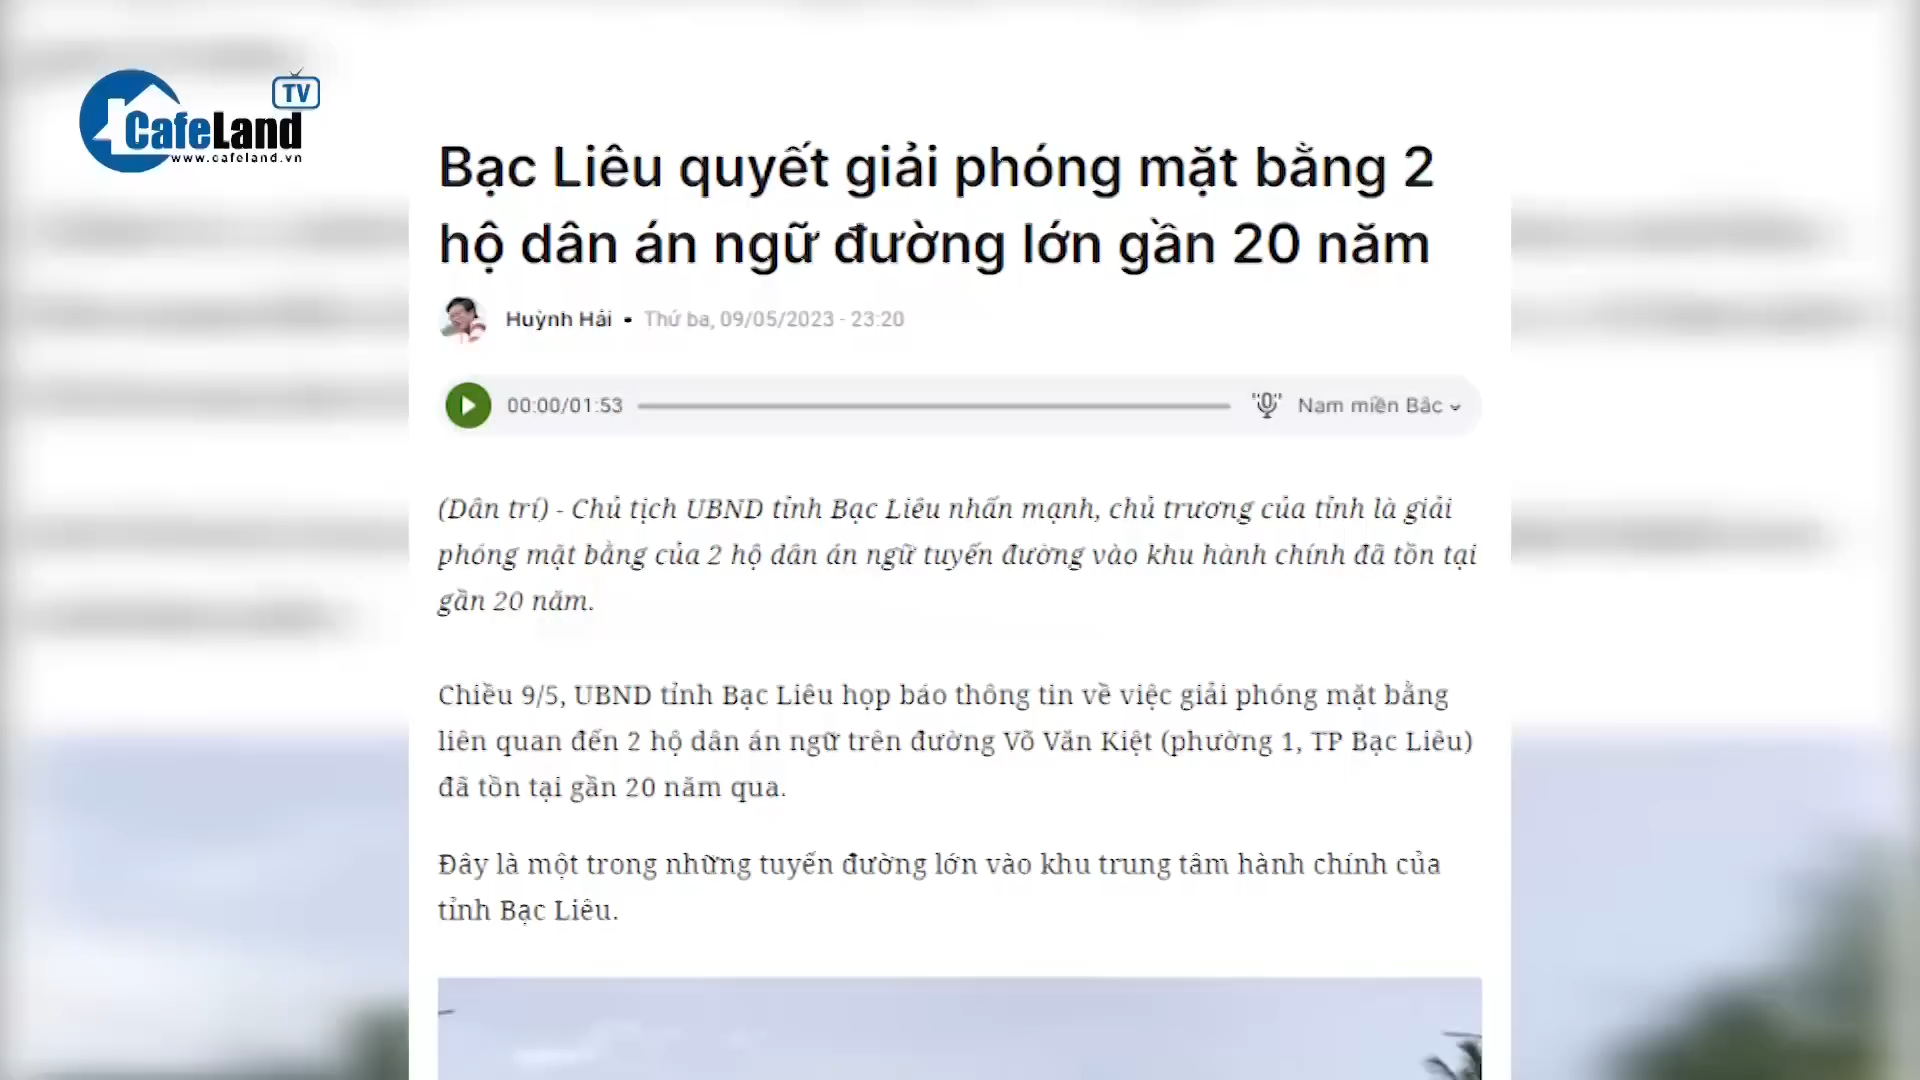 TV
CafeLand
www.cafeland.vn
Bạc Liêu quyết giải phóng mặt bằng 2
hộ dân án ngữ đường lớn gần 20 năm
Huỳnh Hải • Thứ ba, 09/05/2023 - 23:20
00:00/01:53 Nam miền Bắc
(Dân trí) - Chủ tịch UBND tỉnh Bạc Liêu nhấn mạnh, chủ trương của tỉnh là giải
phóng mặt bằng của 2 hộ dân án ngữ tuyến đường vào khu hành chính đã tồn tại
gần 20 năm.
Chiều 9/5, UBND tỉnh Bạc Liêu họp báo thông tin về việc giải phóng mặt bằng
liên quan đến 2 hộ dân án ngữ trên đường Võ Văn Kiệt (phường 1, TP Bạc Liêu)
đã tồn tại gần 20 năm qua.
Đây là một trong những tuyến đường lớn vào khu trung tâm hành chính của
tỉnh Bạc Liêu.